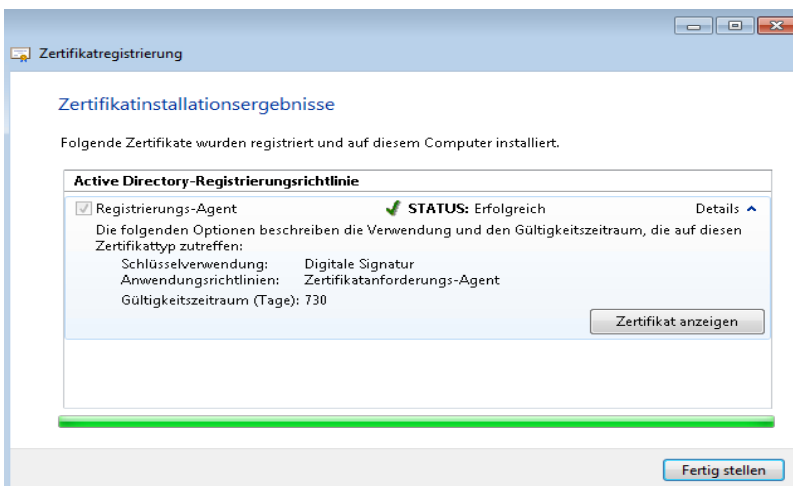 Zertifikatregistrierung
Zertifikatinstallationsergebnisse
Folgende Zertifikate wurden registriert und auf diesem Computer installiert.
Active Directory-Registrierungsrichtlinie
Registrierungs-Agent STATUS: Erfolgreich Details
Die folgenden Optionen beschreiben die Verwendung und den Gültigkeitszeitraum, die auf diesen
Zertifikattyp zutreffen:
Schlüsselverwendung: Digitale Signatur
Anwendungsrichtlinien: Zertifikatanforderungs-Agent
Gültigkeitszeitraum (Tage): 730
Zertifikat anzeigen
Fertig stellen